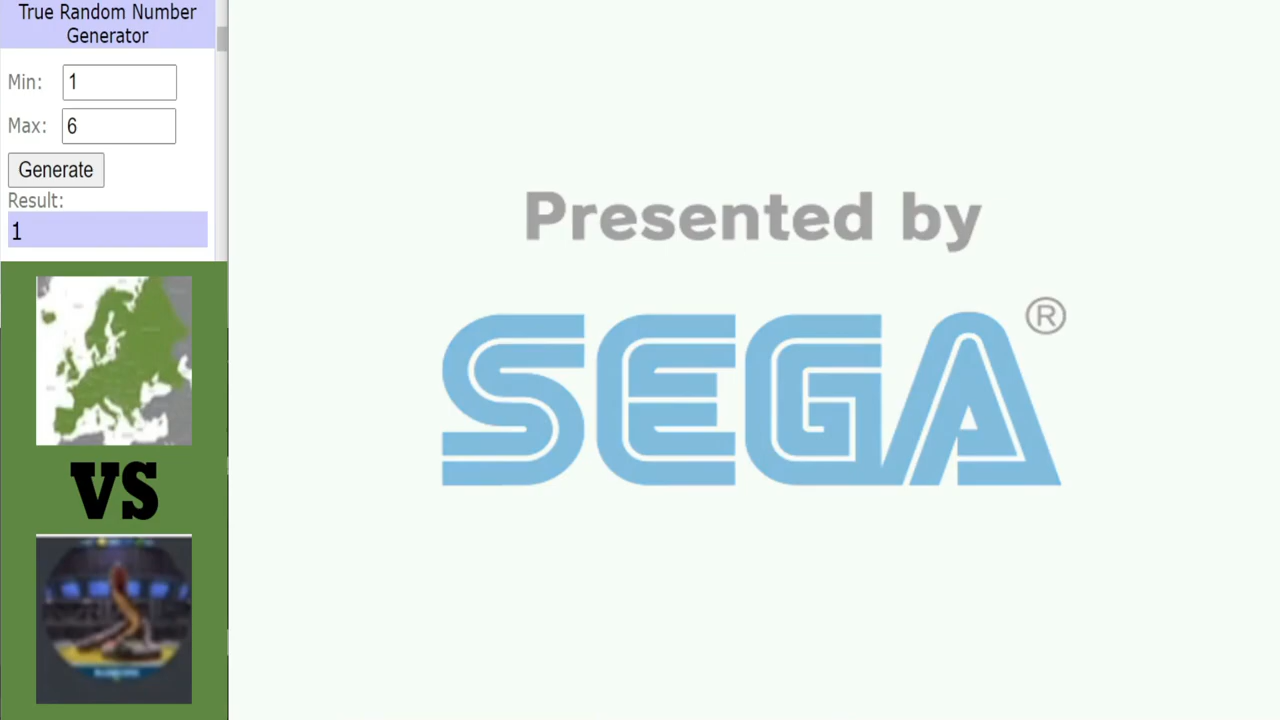 True Random Number
Generator
Min: 1
Max: 6
Generate
Result:
1
VS
Presented by
SEGA®